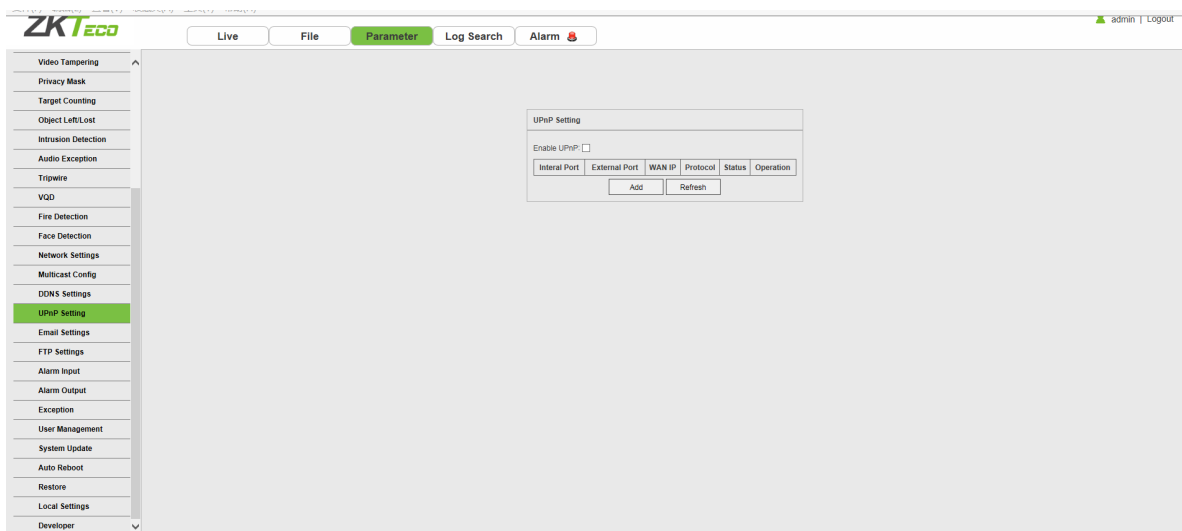 ZKTECO
admin | Logout
Live
File
Parameter
Log Search
Alarm
Video Tampering
Privacy Mask
Target Counting
Object Left/Lost
Intrusion Detection
Audio Exception
Tripwire
VQD
Fire Detection
Face Detection
Network Settings
Multicast Config
DDNS Settings
UPnP Setting
Email Settings
FTP Settings
Alarm Input
Alarm Output
Exception
User Management
System Update
Auto Reboot
Restore
Local Settings
Developer
UPnP Setting
Enable UPnP:
Interal Port External Port WAN IP Protocol Status Operation
Add Refresh